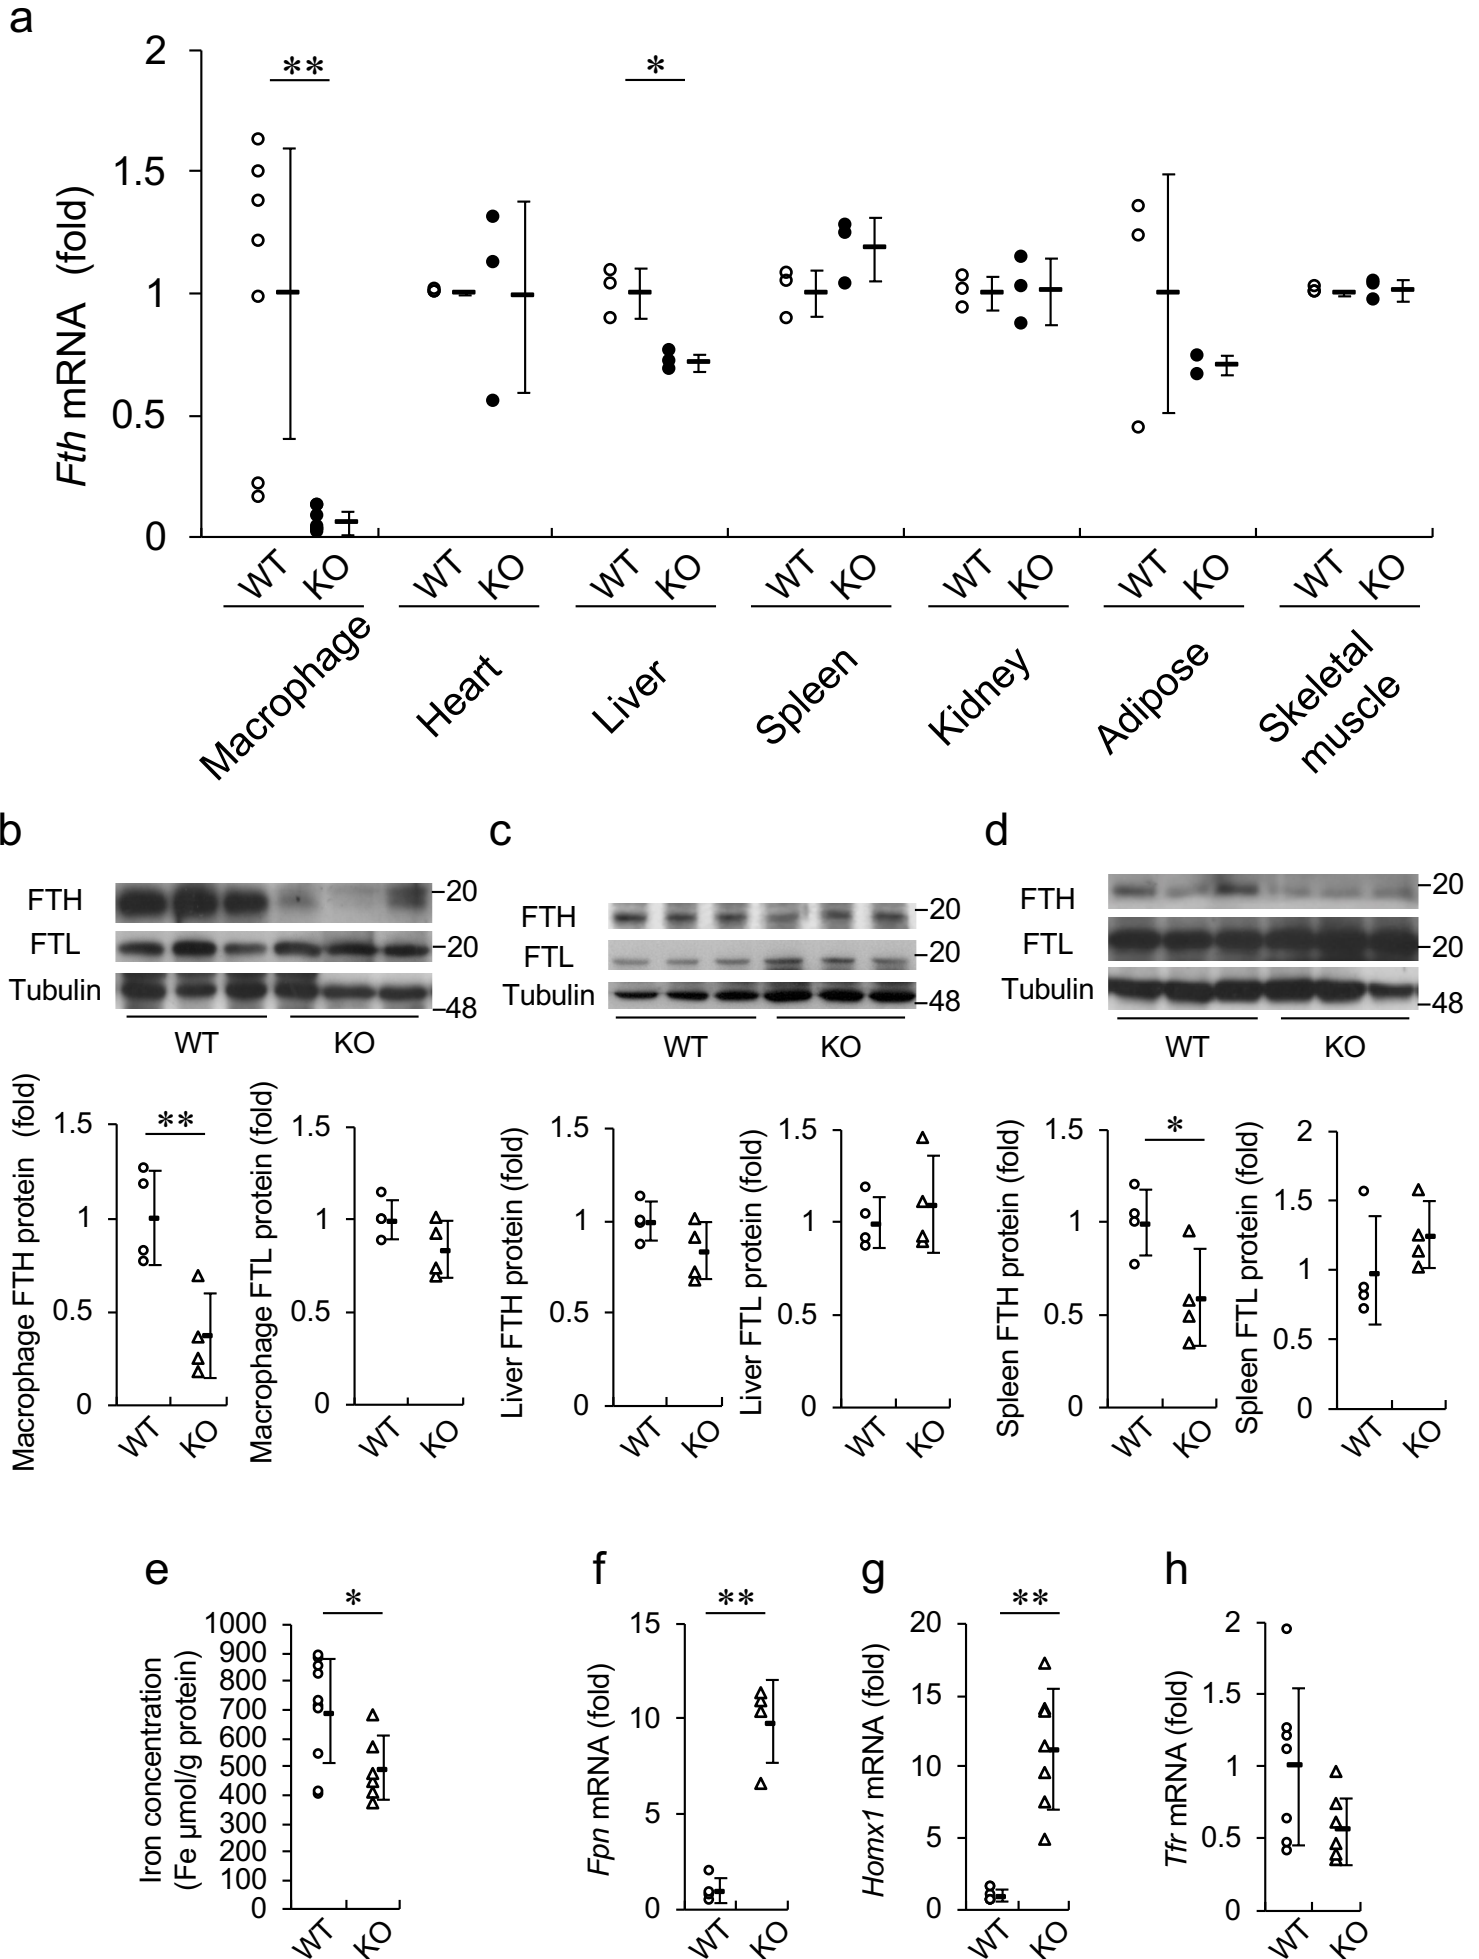 a
2
1.5
1
0.5
0
Fth mRNA (fold)
** *
WT KO WT KO WT KO WT KO WT KO WT KO WT KO
Macrophage
Heart
Liver
Spleen
Kidney
Adipose
Skeletal
muscle
b
FTH
FTL
Tubulin
20
20
48
WT KO
Macrophage FTH protein (fold)
1.5
1
0.5
0
**
WT KO
Macrophage FTL protein (fold)
1.5
1
0.5
0
WT KO
c
FTH
FTL
Tubulin
20
20
48
WT KO
Liver FTH protein (fold)
1.5
1
0.5
0
WT KO
Liver FTL protein (fold)
1.5
1
0.5
0
WT KO
d
FTH
FTL
Tubulin
20
20
48
WT KO
Spleen FTH protein (fold)
1.5
1
0.5
0
*
WT KO
Spleen FTL protein (fold)
2
1.5
1
0.5
0
WT KO
e
Iron concentration
(Fe μmol/g protein)
1000
900
800
700
600
500
400
300
200
100
0
*
WT KO
f
Fpn mRNA (fold)
15
10
5
0
**
WT KO
g
Homx1 mRNA (fold)
20
15
10
5
0
**
WT KO
h
Tfr mRNA (fold)
2
1.5
1
0.5
0
WT KO